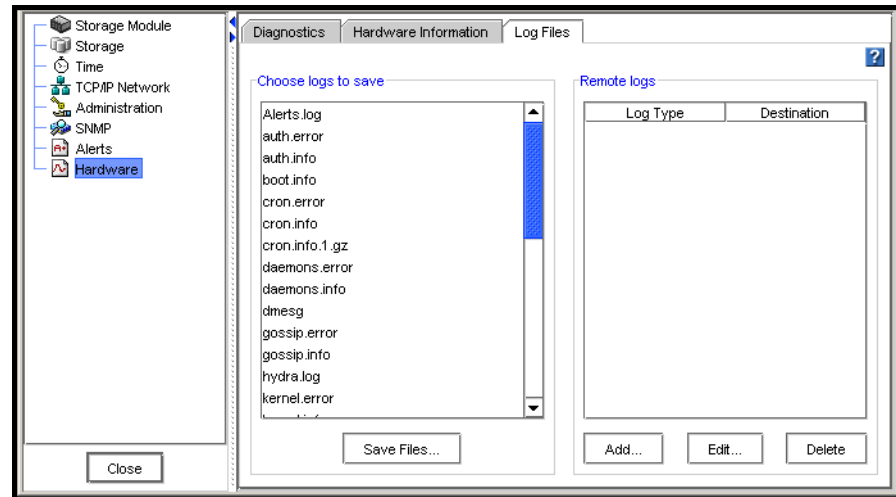 Storage Module
Storage
Time
TCP/IP Network
Administration
SNMP
Alerts
Hardware
Close
Diagnostics
Hardware Information
Log Files
?
Choose logs to save
Alerts.log
auth.error
auth.info
boot.info
cron.error
cron.info
cron.info.1.gz
daemons.error
daemons.info
dmesg
gossip.error
gossip.info
hydra.log
kernel.error
Save Files...
Remote logs
Log Type
Destination
Add...
Edit...
Delete